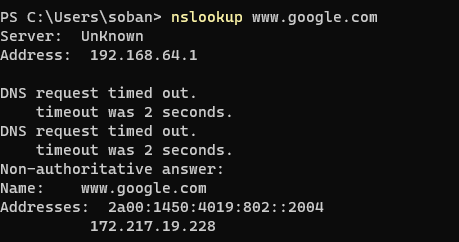 PS C:\Users\soban> nslookup www.google.com
Server:  UnKnown
Address:  192.168.64.1

DNS request timed out.
    timeout was 2 seconds.
DNS request timed out.
    timeout was 2 seconds.
Non-authoritative answer:
Name:    www.google.com
Addresses:  2a00:1450:4019:802::2004
          172.217.19.228